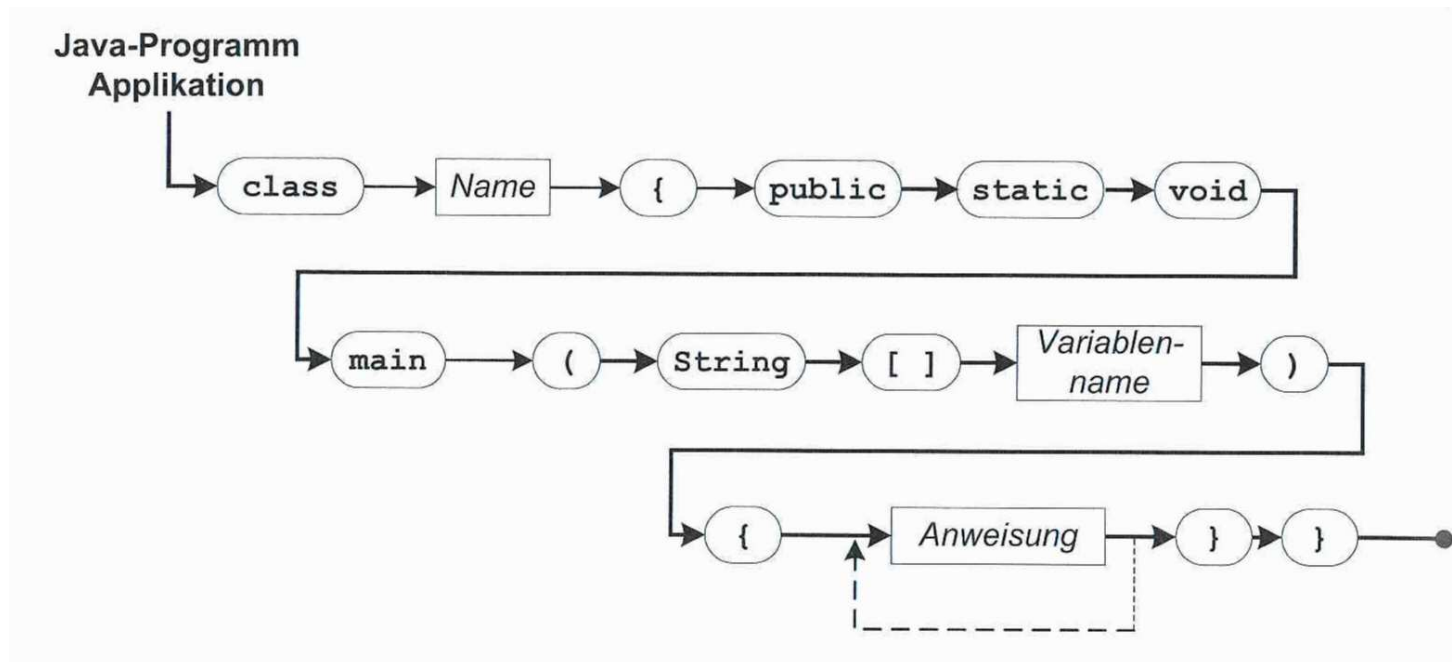 Java-Programm
Applikation
class Name { public static void
main ( String [ ] Variablen-
name )
{ Anweisung } }